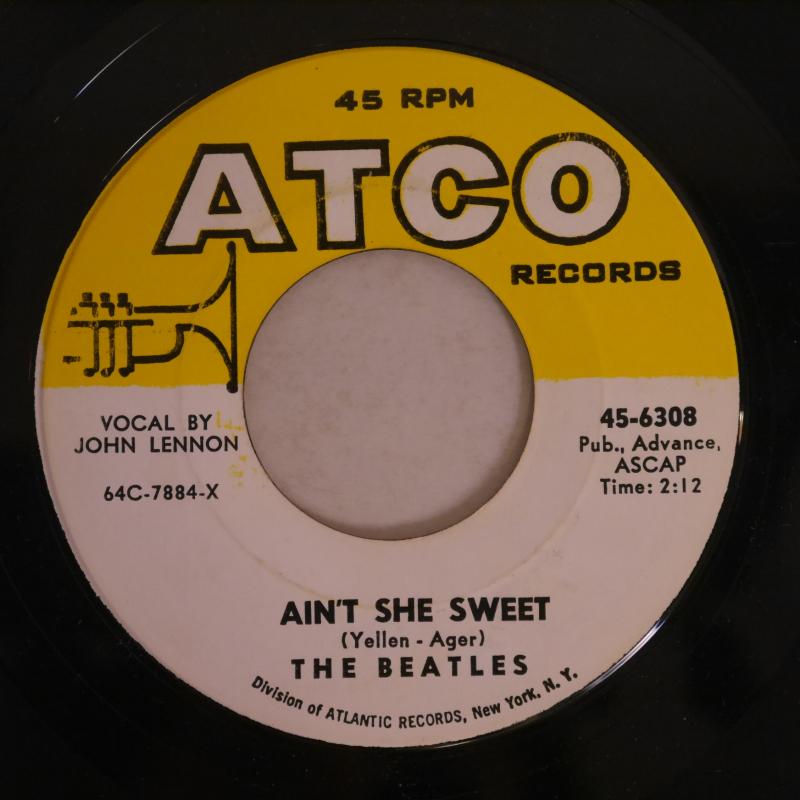 45 RPM
ATCO
RECORDS
VOCAL BY
JOHN LENNON
64C-7884-X
45-6308
Pub., Advance,
ASCAP
Time: 2:12
AIN'T SHE SWEET
(Yellen - Ager)
THE BEATLES
Division of ATLANTIC RECORDS, New York, N. Y.